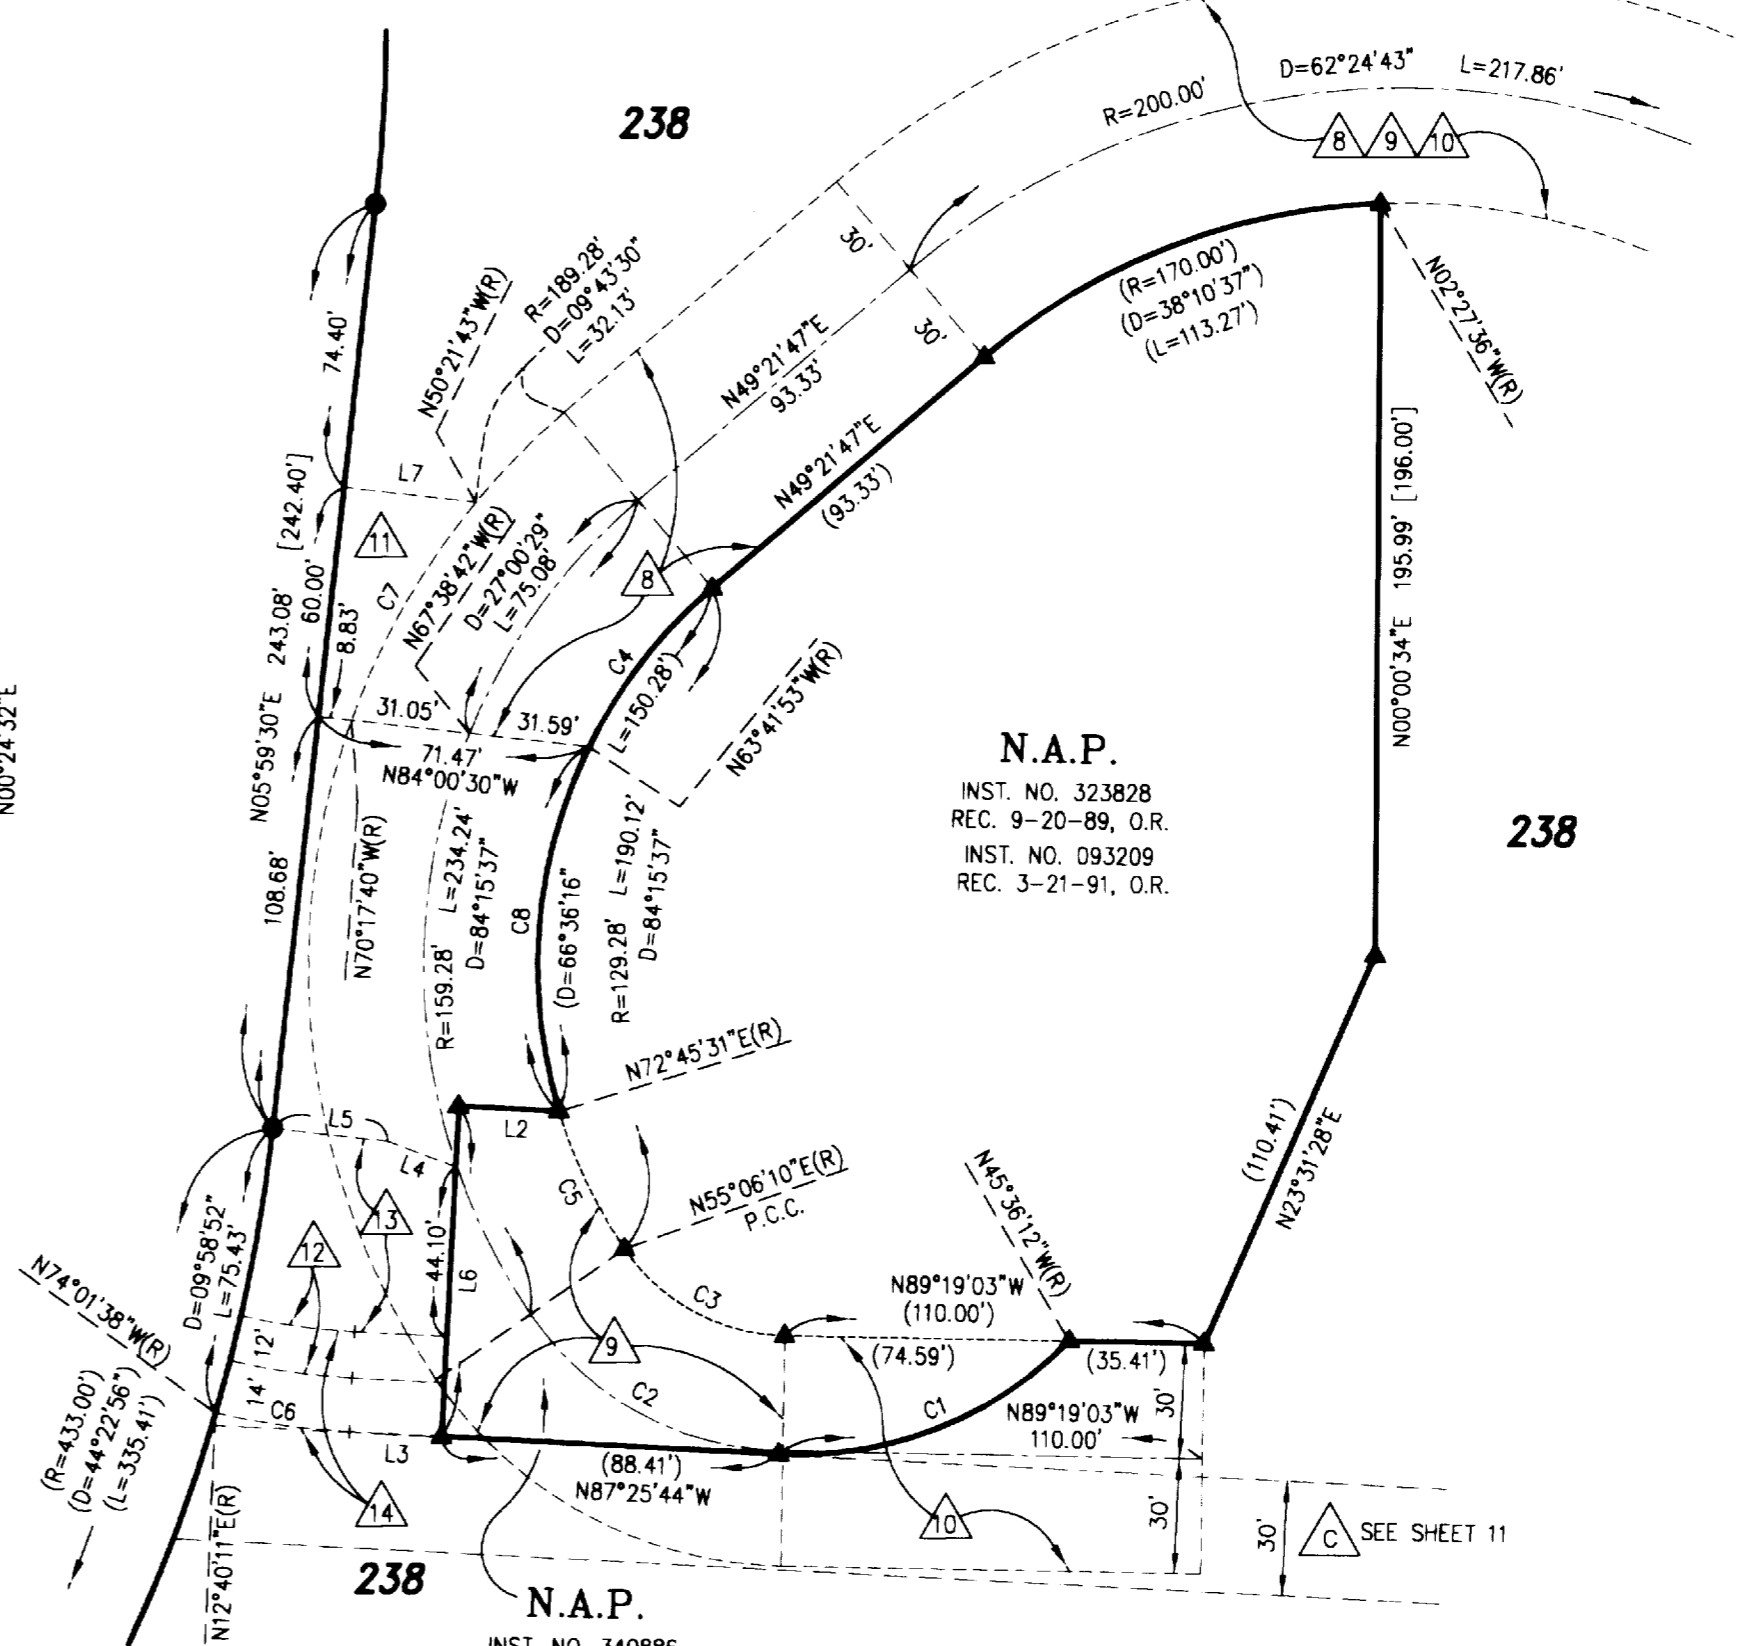 238
D=62°24'43" L=217.86'
R=200.00'
8 9 10
30'
30'
R=189.28'
D=09°43'30"
L=32.13'
N50°21'43"W(R)
74.40'
N49°21'47"E
93.33'
N49°21'47"E
(93.33')
(R=170.00')
(D=38°10'37")
(L=113.27')
N02°27'36"W(R)
L7
[242.40']
11
60.00'
243.08'
N05°59'30"E
8.83'
C7
N67°38'42"W(R)
D=27°00'29"
L=75.08'
8
C4
(L=150.28')
N63°41'53"W(R)
31.05'
31.59'
71.47'
N84°00'30"W
N00°24'32"E
N00°00'34"E 195.99' [196.00']
N.A.P.
INST. NO. 323828
REC. 9-20-89, O.R.
INST. NO. 093209
REC. 3-21-91, O.R.
238
108.68'
N70°17'40"W(R)
R=159.28' L=234.24'
D=84°15'37"
C8
(D=66°36'16")
R=129.28' L=190.12'
D=84°15'37"
N72°45'31"E(R)
L2
L5
L4
C5
N55°06'10"E(R)
P.C.C.
N45°36'12"W(R)
(110.41')
N23°31'28"E
13
12
44.10'
L6
D=09°58'52"
L=75.43'
N74°01'38"W(R)
(R=433.00')
(D=44°22'56")
(L=335.41')
12'
14'
C6
L3
C3
N89°19'03"W
(110.00')
9
(74.59')
(35.41')
C2
C1
N89°19'03"W
110.00'
30'
(88.41')
N87°25'44"W
14
10
30'
30'
C SEE SHEET 11
N12°40'11"E(R)
238
N.A.P.
INST. NO. 340886